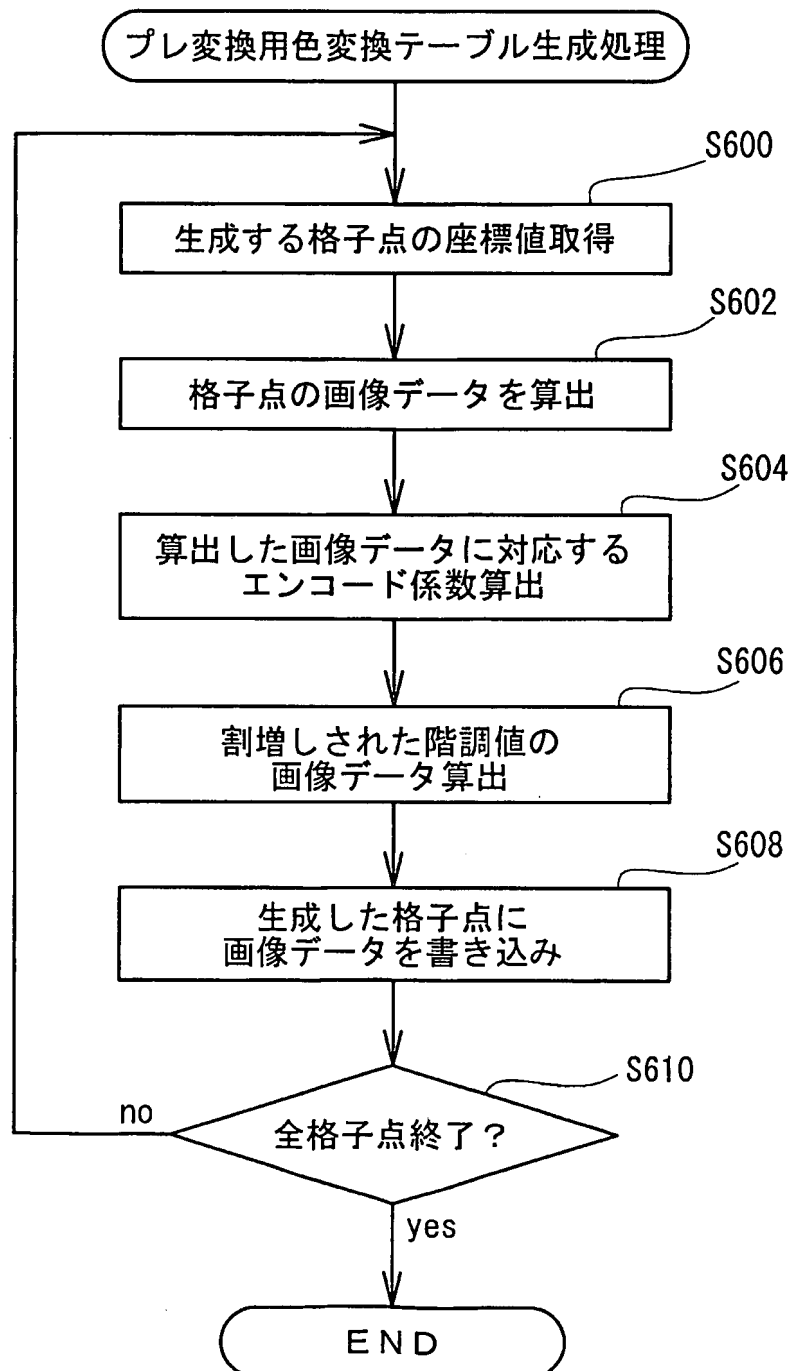 プレ変換用色変換テーブル生成処理
S600
生成する格子点の座標値取得
S602
格子点の画像データを算出
S604
算出した画像データに対応する
エンコード係数算出
S606
割増しされた階調値の
画像データ算出
S608
生成した格子点に
画像データを書き込み
S610
全格子点終了？
no
yes
END